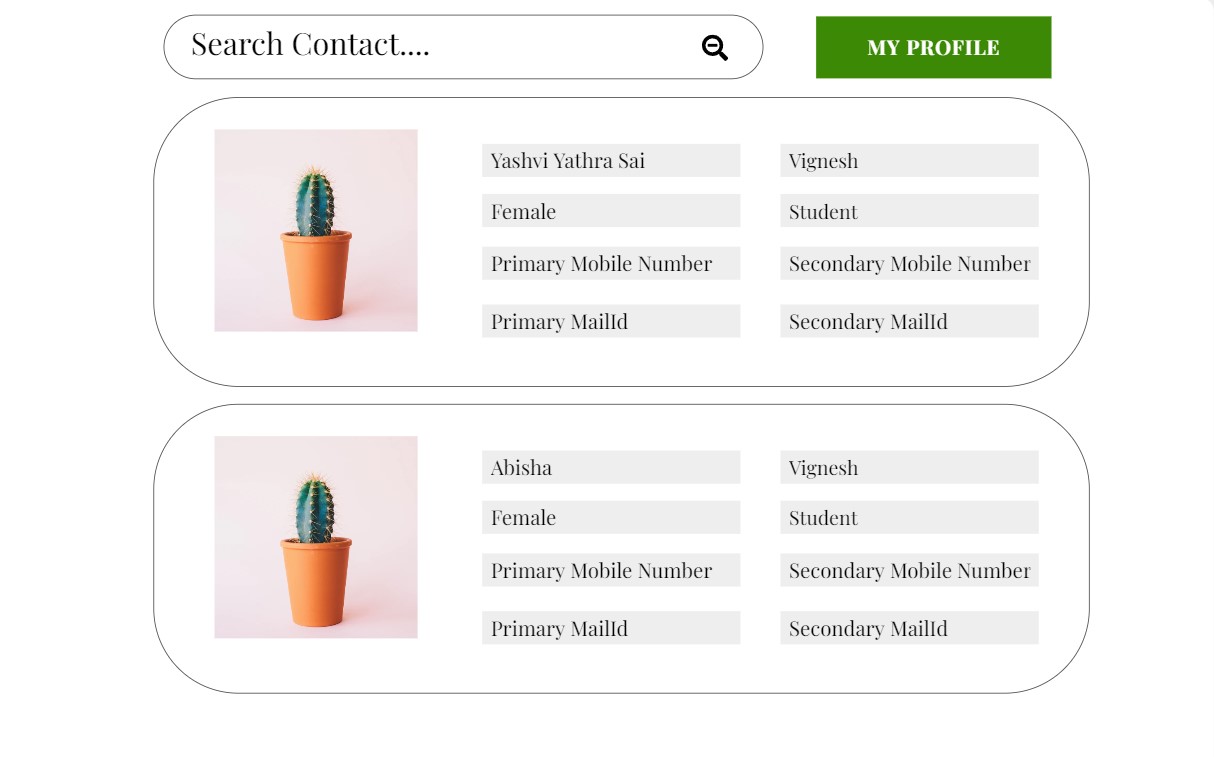 Search Contact....
MY PROFILE
Yashvi Yathra Sai
Vignesh
Female
Student
Primary Mobile Number
Secondary Mobile Number
Primary MailId
Secondary MailId
Abisha
Vignesh
Female
Student
Primary Mobile Number
Secondary Mobile Number
Primary MailId
Secondary MailId